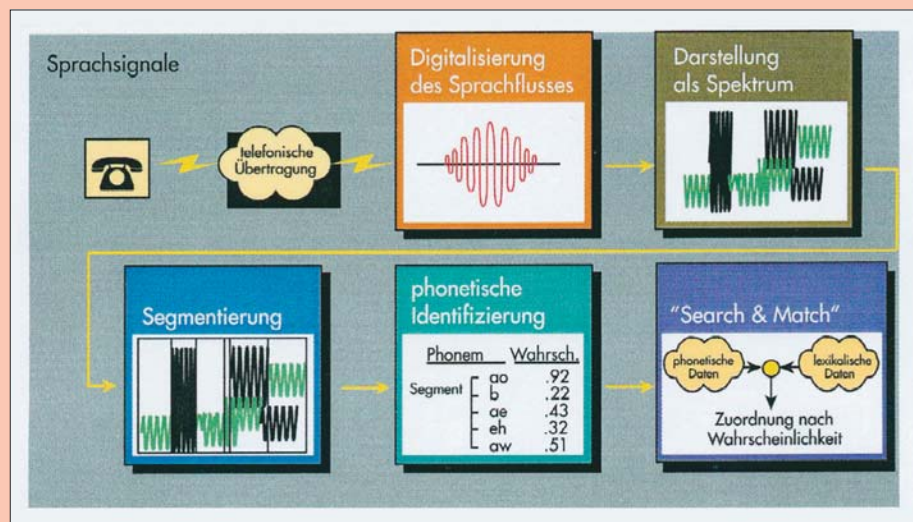 Sprachsignale
telefonische
Übertragung
Digitalisierung
des Sprachflusses
Darstellung
als Spektrum
Segmentierung
phonetische
Identifizierung
Phonem Wahrsch.
Segment
ao .92
b .22
ae .43
eh .32
aw .51
"Search & Match"
phonetische
Daten
lexikalische
Daten
Zuordnung nach
Wahrscheinlichkeit